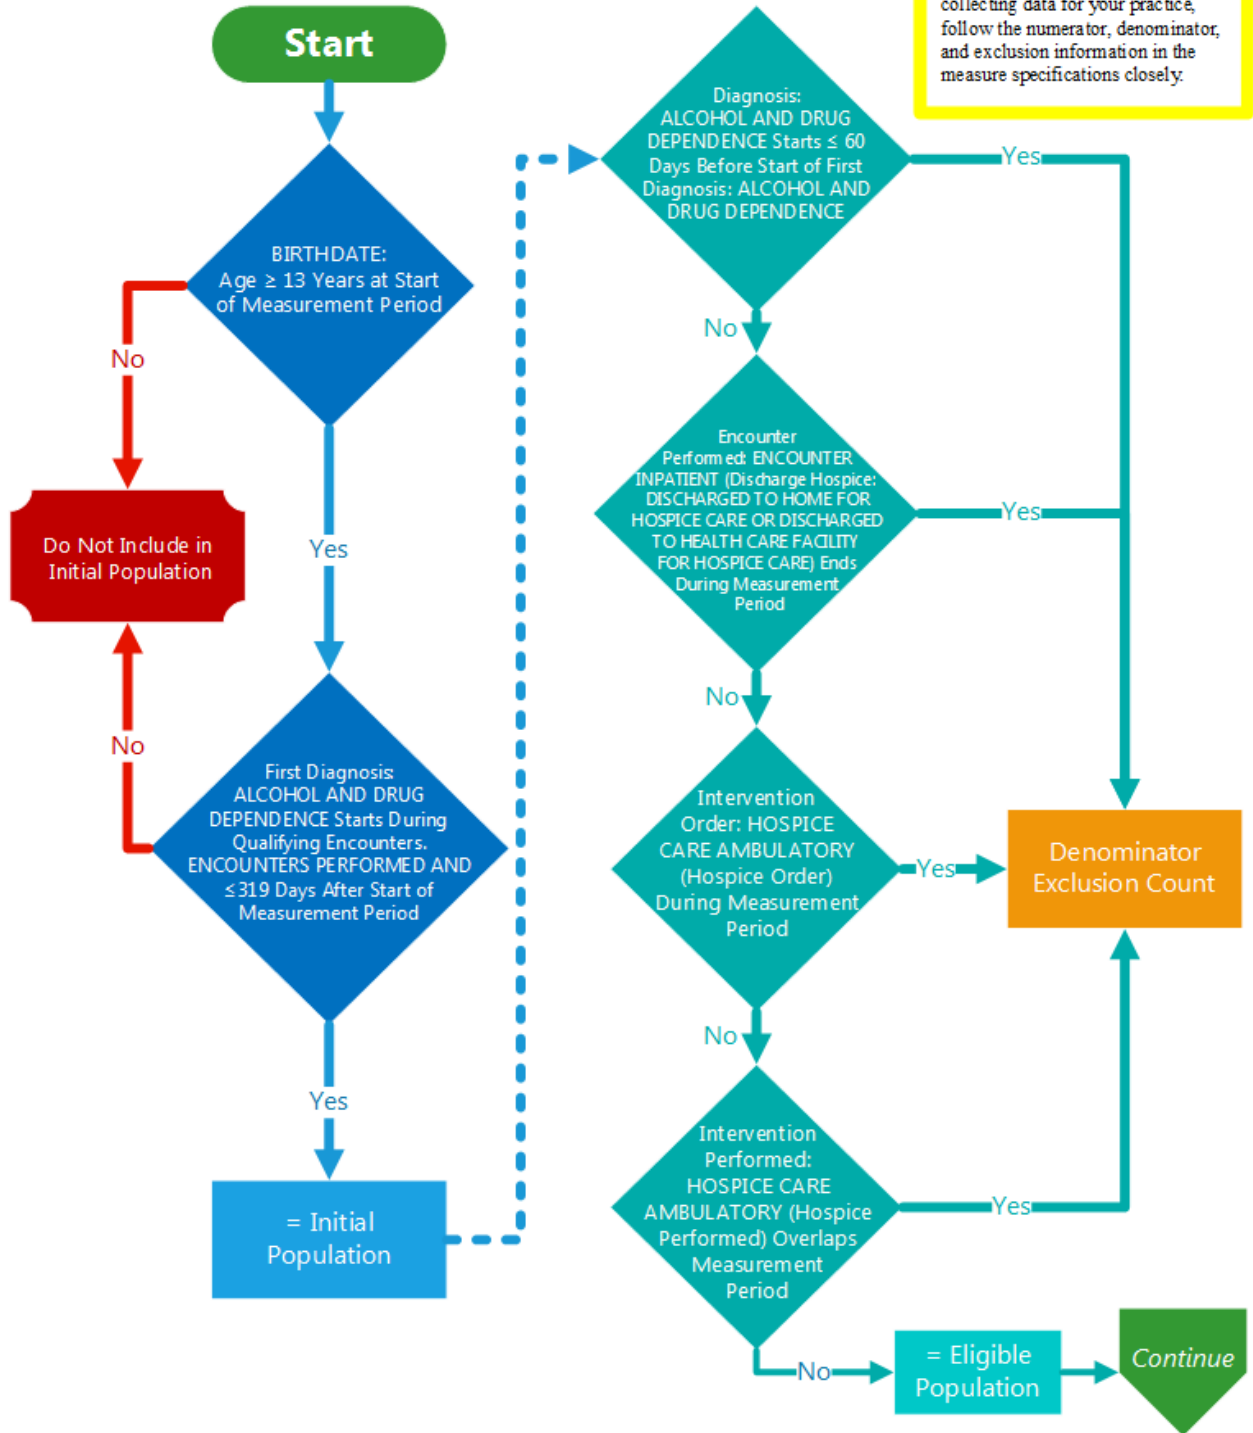 Start
BIRTHDATE:
Age ≥ 13 Years at Start
of Measurement Period
No
Do Not Include in
Initial Population
Yes
No
First Diagnosis:
ALCOHOL AND DRUG
DEPENDENCE Starts During
Qualifying Encounters.
ENCOUNTERS PERFORMED AND
≤319 Days After Start of
Measurement Period
Yes
= Initial
Population
collecting data for your practice,
follow the numerator, denominator,
and exclusion information in the
measure specifications closely.
Diagnosis:
ALCOHOL AND DRUG
DEPENDENCE Starts ≤ 60
Days Before Start of First
Diagnosis: ALCOHOL AND
DRUG DEPENDENCE
Yes
No
Encounter
Performed: ENCOUNTER
INPATIENT (Discharge Hospice:
DISCHARGED TO HOME FOR
HOSPICE CARE OR DISCHARGED
TO HEALTH CARE FACILITY
FOR HOSPICE CARE) Ends
During Measurement
Period
Yes
No
Intervention
Order: HOSPICE
CARE AMBULATORY
(Hospice Order)
During Measurement
Period
Yes
Denominator
Exclusion Count
No
Intervention
Performed:
HOSPICE CARE
AMBULATORY (Hospice
Performed) Overlaps
Measurement
Period
Yes
No
= Eligible
Population
Continue